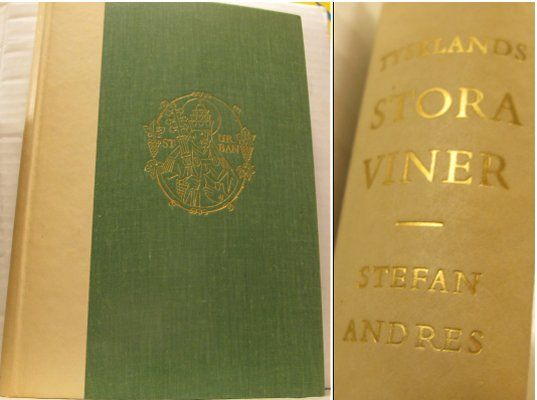 ST UR
BAN
TYSKLANDS
STORA
VINER
STEFAN
ANDRES